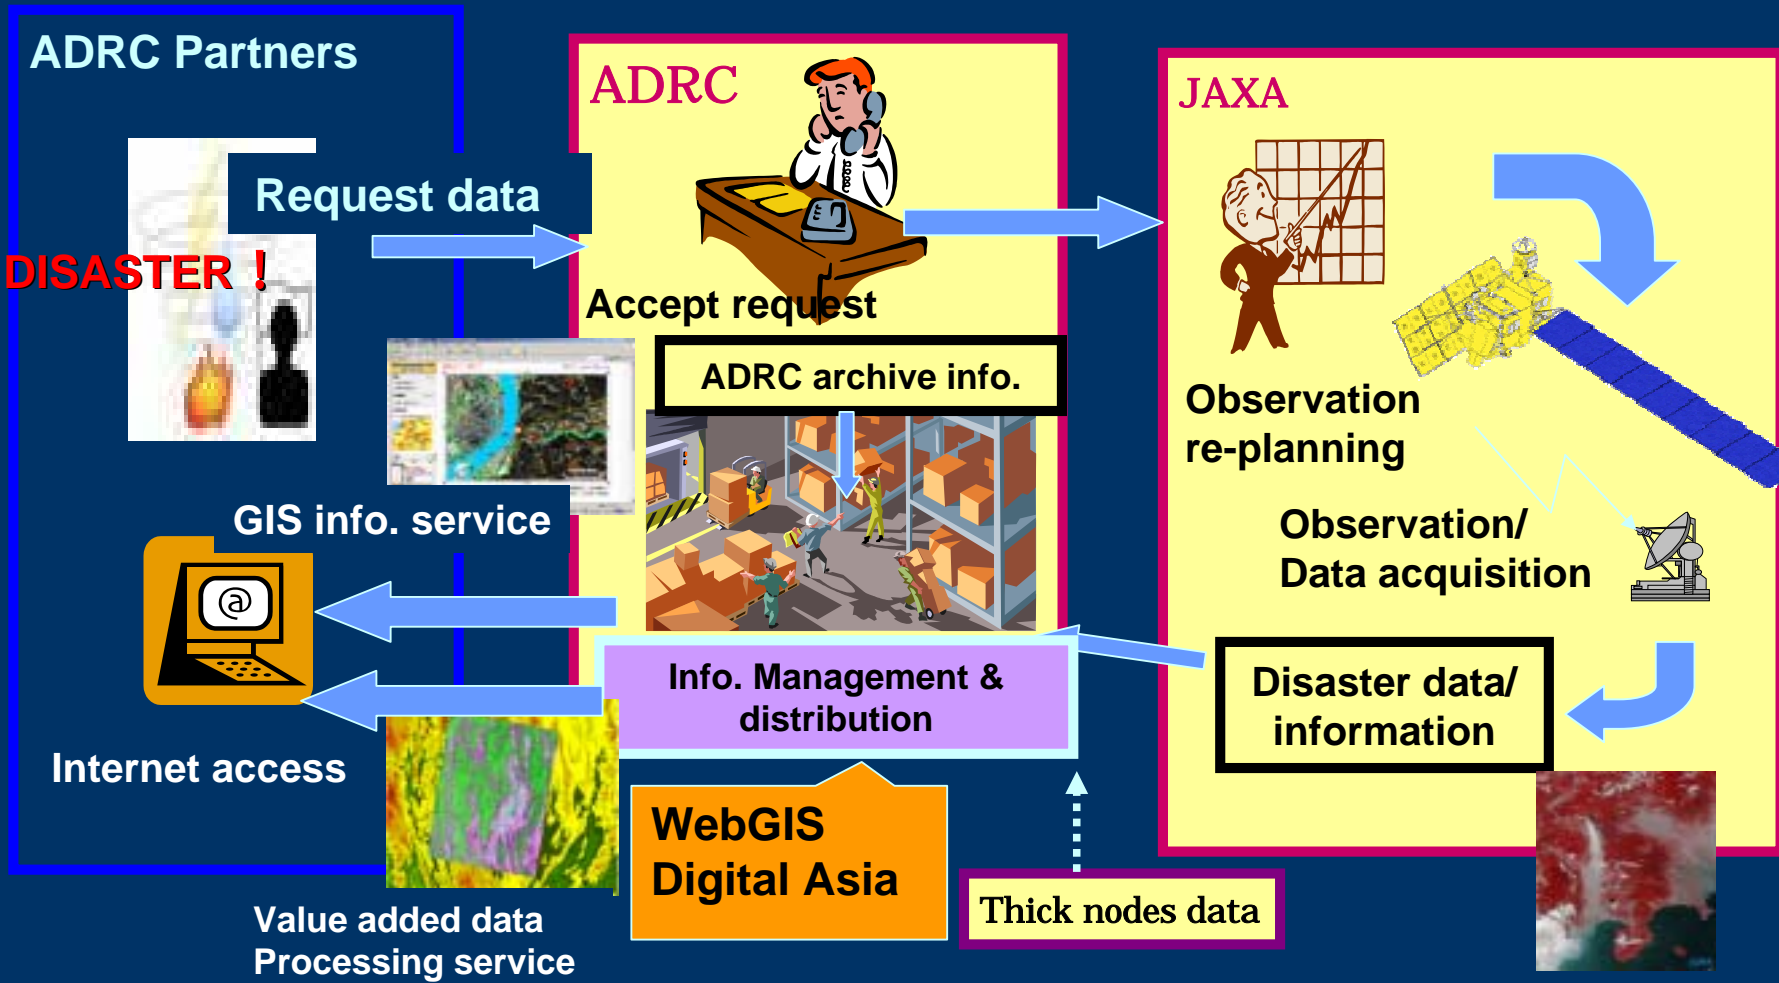 ADRC Partners
Request data
DISASTER！
GIS info. service
@
Internet access
Value added data
Processing service
ADRC
Accept request
ADRC archive info.
Info. Management &
distribution
WebGIS
Digital Asia
Thick nodes data
JAXA
Observation
re-planning
Observation/
Data acquisition
Disaster data/
information